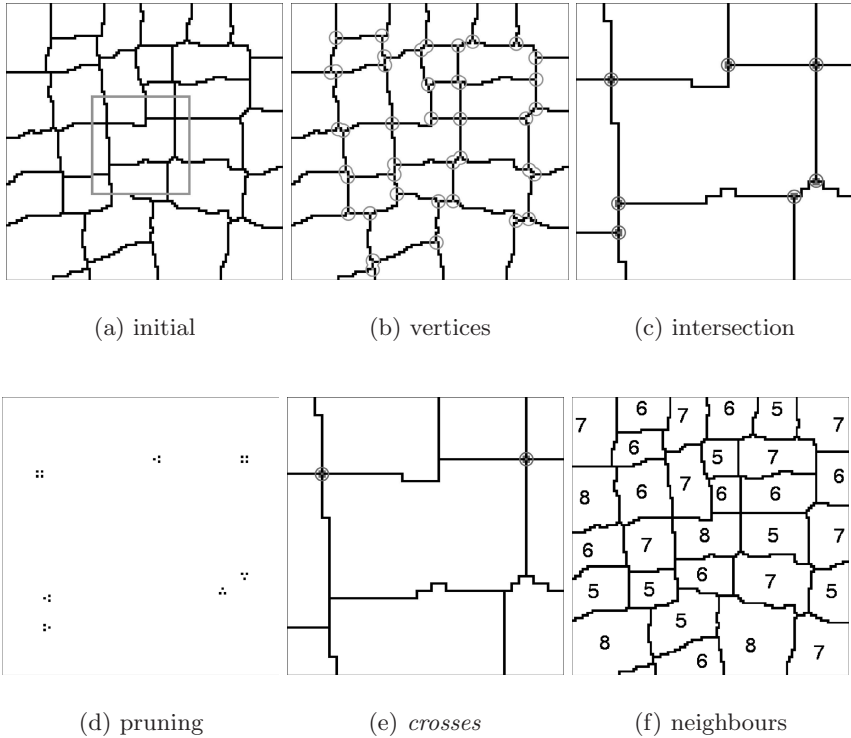 (a) initial
(b) vertices
(c) intersection
6 7 6 5
7 7
6 5 7
6
8 6 7 6 6
8 5 7
6 7
6 7
5 5 5
5
8 8 7
6
(d) pruning
(e) crosses
(f) neighbours